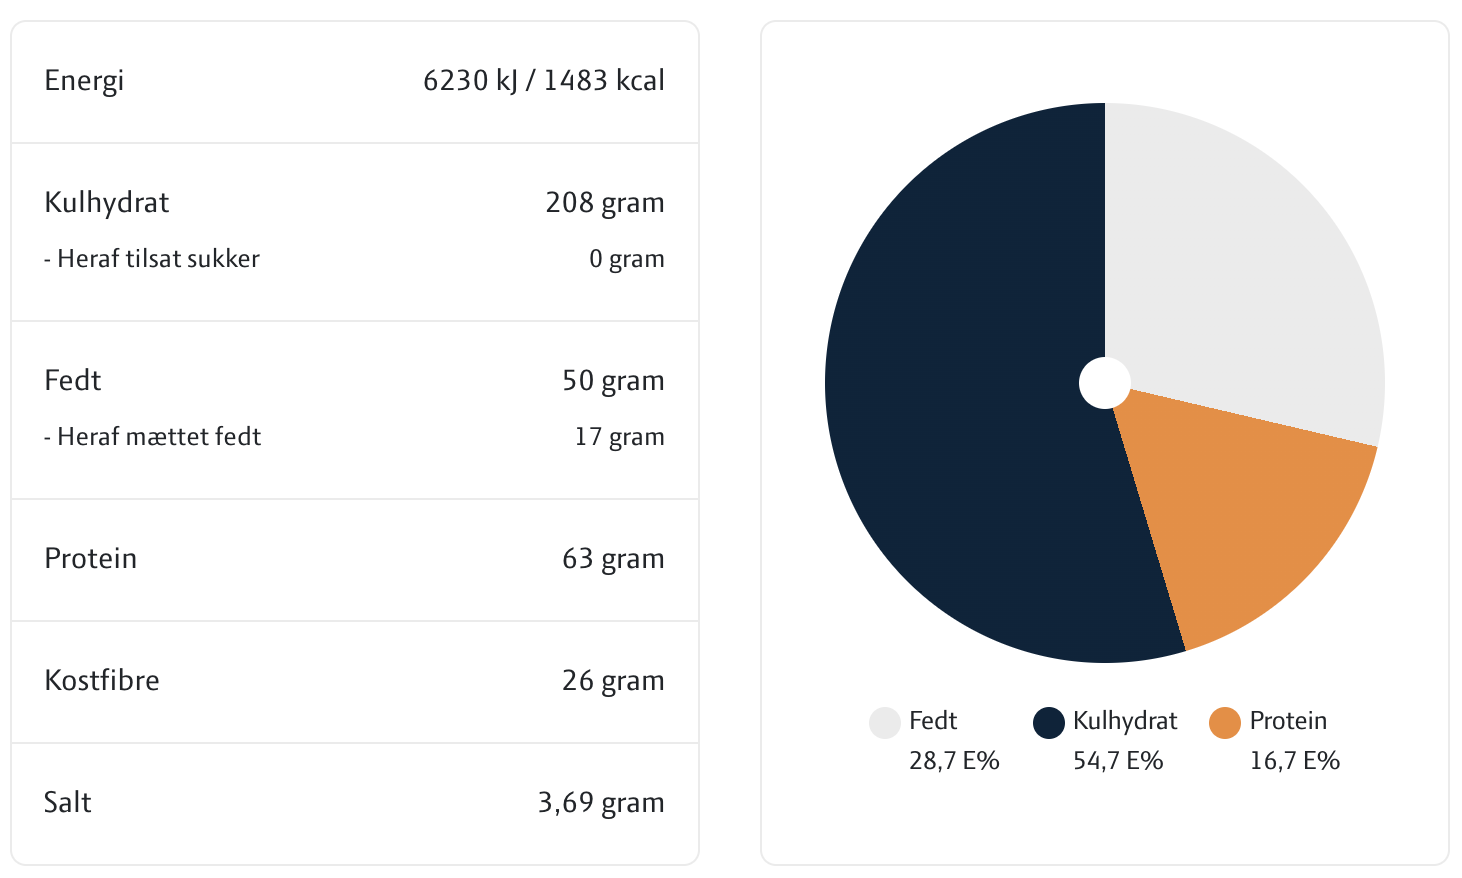 Energi 6230 kJ / 1483 kcal
Kulhydrat 208 gram
- Heraf tilsat sukker 0 gram
Fedt 50 gram
- Heraf mættet fedt 17 gram
Protein 63 gram
Kostfibre 26 gram
Salt 3,69 gram
Fedt Kulhydrat Protein
28,7 E% 54,7 E% 16,7 E%